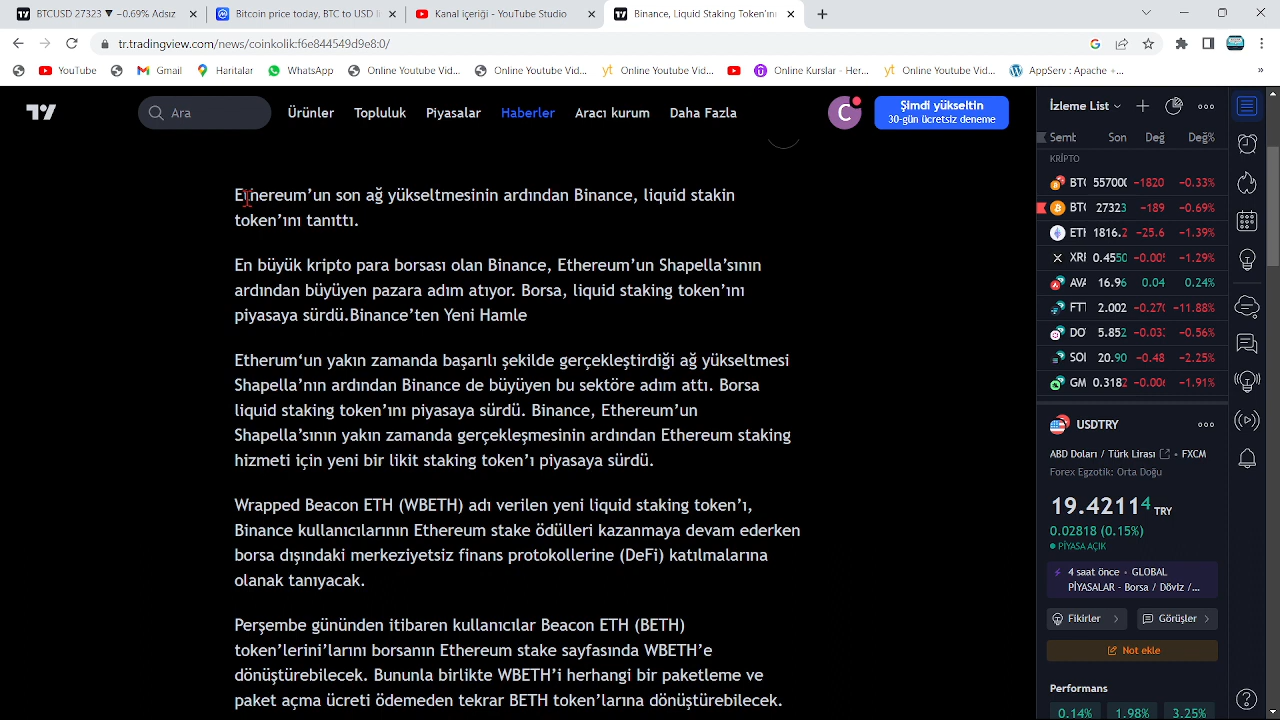 BTCUSD 27323 ▼ −0.69% Adsız
Bitcoin price today, BTC to USD li
Kanal içeriği - YouTube Studio
Binance, Liquid Staking Token'ını
tr.tradingview.com/news/coinkolik:f6e844549d9e8:0/
YouTube
Gmail
Haritalar
WhatsApp
Online Youtube Vid...
Online Youtube Vid...
Online Youtube Vid...
Online Kurslar - Her...
Online Youtube Vid...
AppServ : Apache +...
Ara
Ürünler
Topluluk
Piyasalar
Haberler
Aracı kurum
Daha Fazla
C
Şimdi yükseltin
30-gün ücretsiz deneme
Ethereum’un son ağ yükseltmesinin ardından Binance, liquid stakin
token’ını tanıttı.
En büyük kripto para borsası olan Binance, Ethereum’un Shapella’sının
ardından büyüyen pazara adım atıyor. Borsa, liquid staking token’ını
piyasaya sürdü.Binance’ten Yeni Hamle
Etherum‘un yakın zamanda başarılı şekilde gerçekleştirdiği ağ yükseltmesi
Shapella’nın ardından Binance de büyüyen bu sektöre adım attı. Borsa
liquid staking token’ını piyasaya sürdü. Binance, Ethereum’un
Shapella’sının yakın zamanda gerçekleşmesinin ardından Ethereum staking
hizmeti için yeni bir likit staking token’ı piyasaya sürdü.
Wrapped Beacon ETH (WBETH) adı verilen yeni liquid staking token’ı,
Binance kullanıcılarının Ethereum stake ödülleri kazanmaya devam ederken
borsa dışındaki merkeziyetsiz finans protokollerine (DeFi) katılmalarına
olanak tanıyacak.
Perşembe gününden itibaren kullanıcılar Beacon ETH (BETH)
token’lerini’larını borsanın Ethereum stake sayfasında WBETH’e
dönüştürebilecek. Bununla birlikte WBETH’i herhangi bir paketleme ve
paket açma ücreti ödemeden tekrar BETH token’larına dönüştürebilecek.
İzleme List
Semb Son Değ Değ%
KRİPTO
BTC 557000 −1820 −0.33%
BTC 27323 −189 −0.69%
ETH 1816.2 −25.6 −1.39%
XRI 0.4550 −0.005 −1.29%
AVA 16.96 0.04 0.24%
FTT 2.002 −0.270 −11.88%
DO 5.852 −0.033 −0.56%
SOI 20.90 −0.48 −2.25%
GM 0.3182 −0.006 −1.91%
USDTRY
ABD Doları / Türk Lirası • FXCM
Forex Egzotik: Orta Doğu
19.42114 TRY
0.02818 (0.15%)
PİYASA AÇIK
4 saat önce • GLOBAL
PİYASALAR - Borsa / Döviz /...
Fikirler
Görüşler
Not ekle
Performans
0.14% 1.98% 3.25%